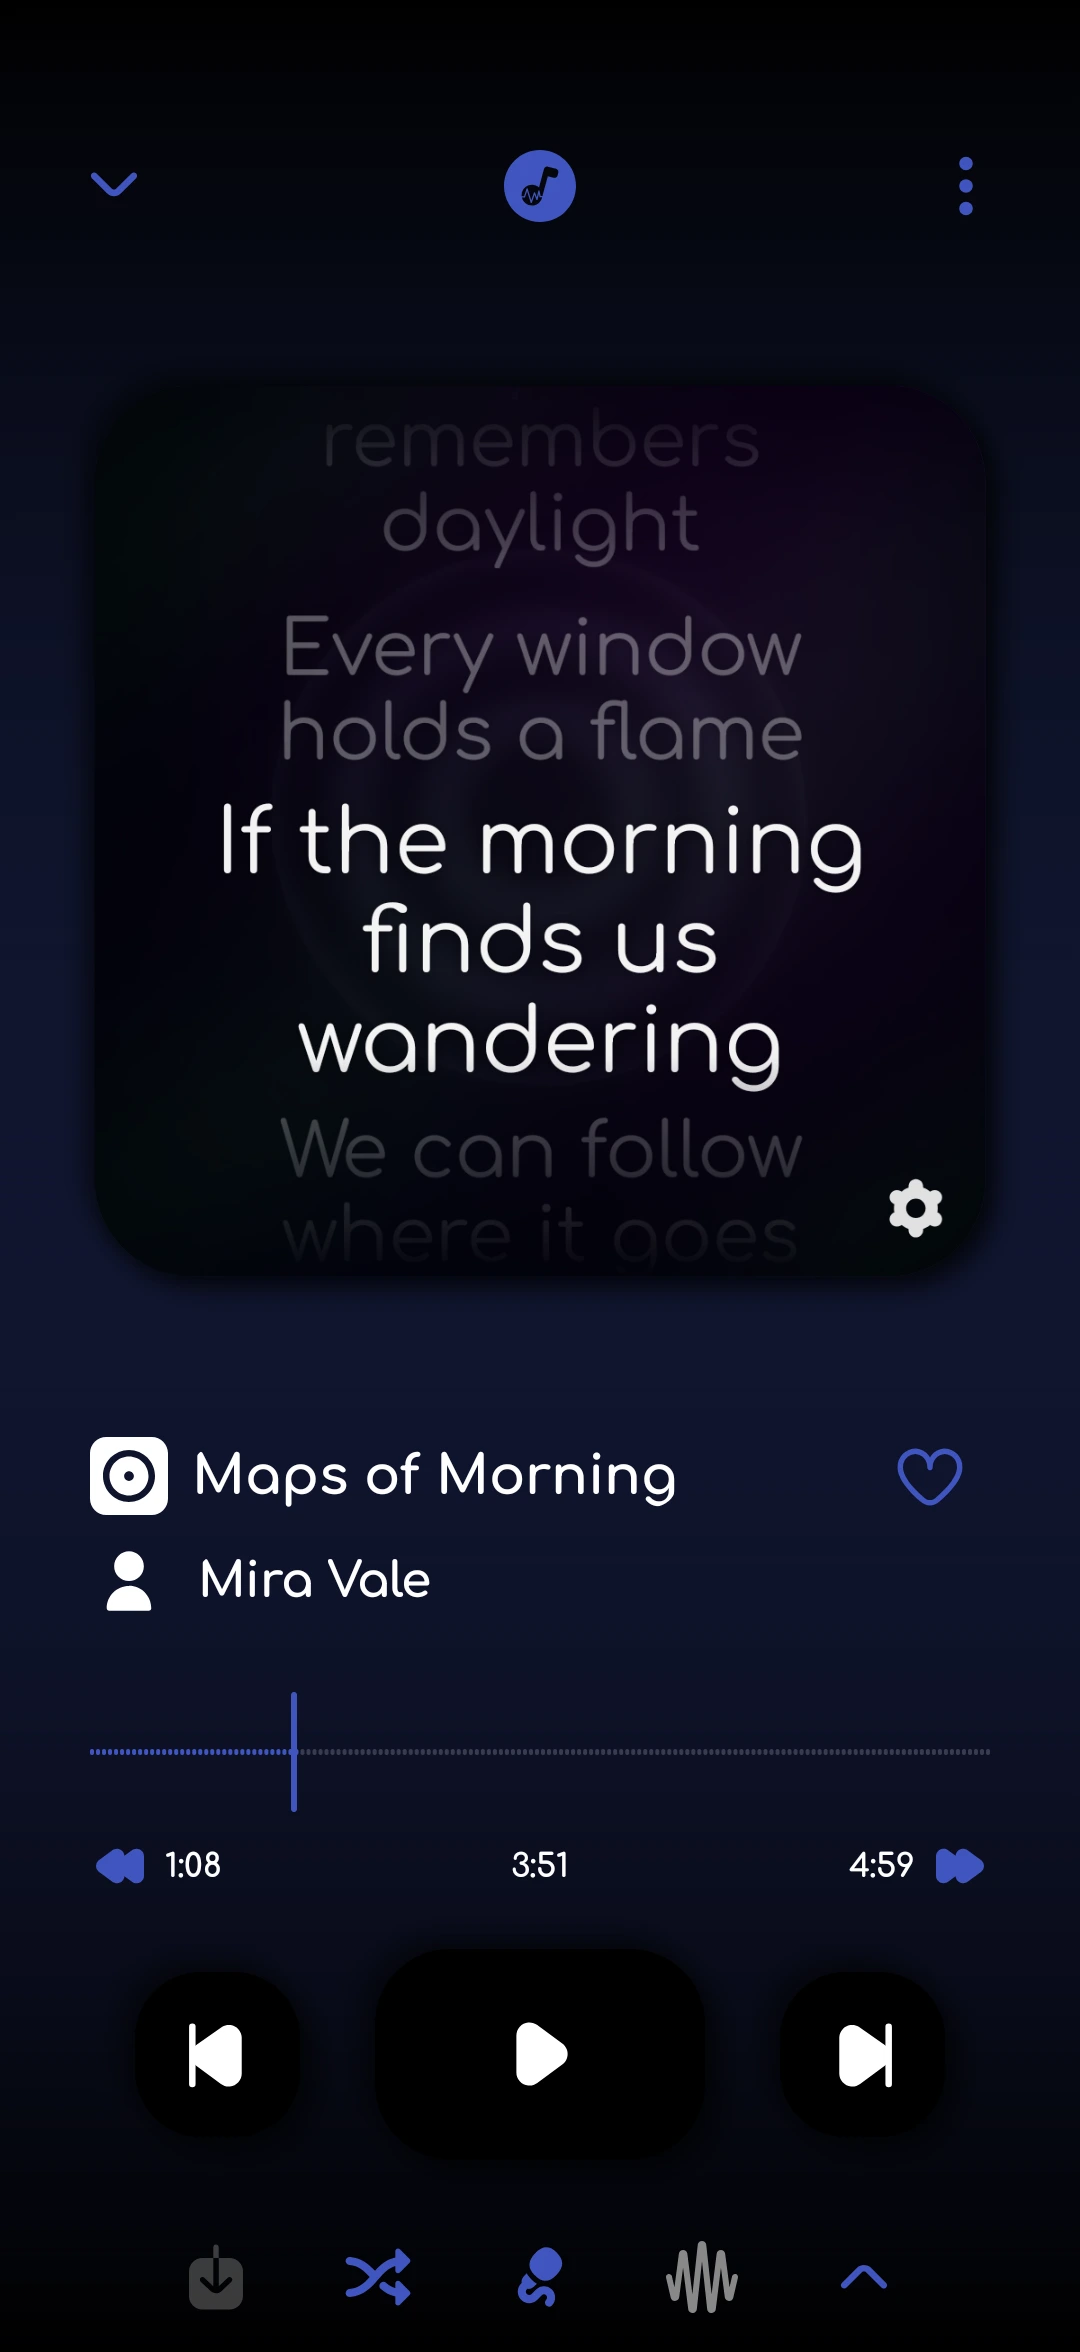 remembers
daylight
Every window
holds a flame
If the morning
finds us
wandering
We can follow
where it goes
Maps of Morning
Mira Vale
1:08 3:51 4:59